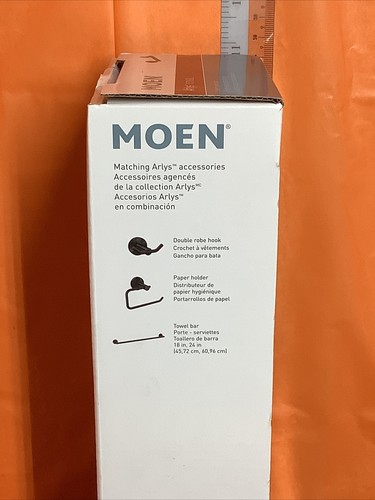 MOEN
MOEN®
Matching Arlys™ accessories
Accessoires agencés
de la collection Arlysᴹᶜ
Accesorios Arlys™
en combinación
Double robe hook
Crochet à vêtements
Gancho para bata
Paper holder
Distributeur de
papier hygiénique
Portarrollos de papel
Towel bar
Porte - serviettes
Toallero de barra
18 in, 24 in
(45,72 cm, 60,96 cm)